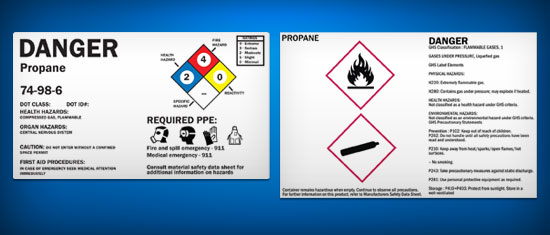 DANGER
Propane
74-98-6
DOT CLASS: DOT ID#:
HEALTH HAZARDS:
COMPRESSED GAS, FLAMMABLE
ORGAN HAZARDS:
CENTRAL NERVOUS SYSTEM
CAUTION: DO NOT ENTER WITHOUT A CONFINED
SPACE PERMIT
FIRST AID PROCEDURES:
IN CASE OF EMERGENCY SEEK MEDICAL ATTENTION
IMMEDIATELY
HAZARD RATINGS
4 - Extreme
3 - Serious
2 - Moderate
1 - Slight
0 - Minimal
FIRE
HAZARD
HEALTH
HAZARD
4
2
0
REACTIVITY
SPECIFIC
HAZARD
REQUIRED PPE:
Fire and spill emergency - 911
Medical emergency - 911
Consult material safety data sheet for
additional information on hazards
PROPANE
Container remains hazardous when empty. Continue to observe all precautions.
For further information on this product, refer to Manufactures Safety Data Sheet.
DANGER
GHS Classification: FLAMMABLE GASES, 1
GASES UNDER PRESSURE, Liquefied gas
GHS Label Elements
PHYSICAL HAZARDS:
H220: Extremely flammable gas.
H280: Contains gas under pressure; may explode if heated.
HEALTH HAZARDS:
Not classified as a health hazard under GHS criteria.
ENVIRONMENTAL HAZARDS:
Not classified as an environmental hazard under GHS criteria.
GHS Precautionary Statements:
Prevention: P102: Keep out of reach of children.
P202: Do not handle until all safety precautions have been
read and understood.
P210: Keep away from heat/sparks/open flames/hot
surfaces.
- No smoking.
P243: Take precautionary measures against static discharge.
P281: Use personal protective equipment as required.
Storage: P410+P403: Protect from sunlight. Store in a
well-ventilated